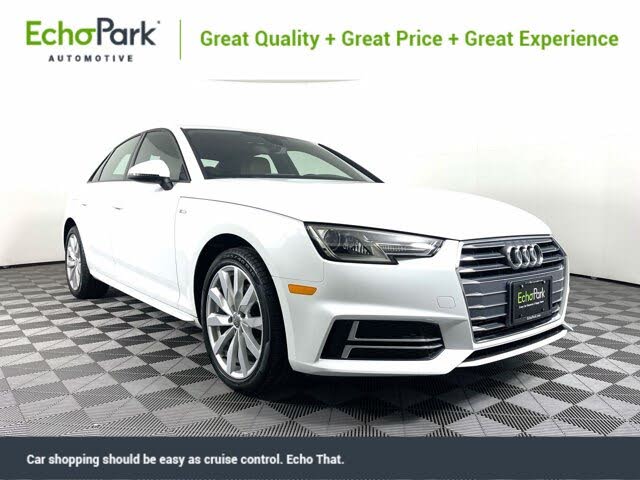 EchoPark®
AUTOMOTIVE
Great Quality + Great Price + Great Experience
EchoPark
Car shopping should be easy as cruise control. Echo That.